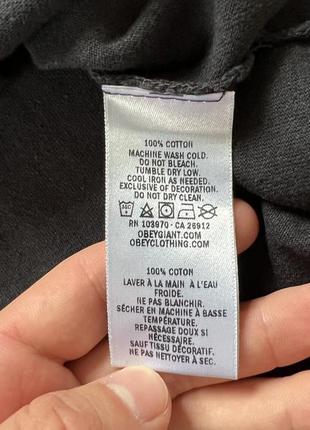 100% COTTON
MACHINE WASH COLD.
DO NOT BLEACH.
TUMBLE DRY LOW.
COOL IRON AS NEEDED.
EXCLUSIVE OF DECORATION.
DO NOT DRY CLEAN.
RN 103970 · CA 26912
OBEYGIANT.COM
OBEYCLOTHING.COM
100% COTON
LAVER À LA MAIN À L'EAU
FROIDE.
NE PAS BLANCHIR.
SÉCHER EN MACHINE À BASSE
TEMPÉRATURE.
REPASSAGE DOUX SI
NÉCESSAIRE.
SAUF TISSU DÉCORATIF.
NE PAS NETTOYER À SEC.